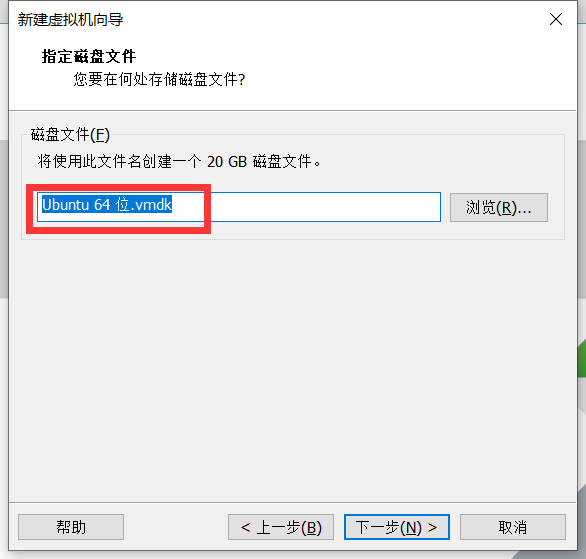 新建虚拟机向导
指定磁盘文件
您要在何处存储磁盘文件?
磁盘文件(F)
将使用此文件名创建一个 20 GB 磁盘文件。
Ubuntu 64 位.vmdk
浏览(R)...
帮助
< 上一步(B)
下一步(N) >
取消